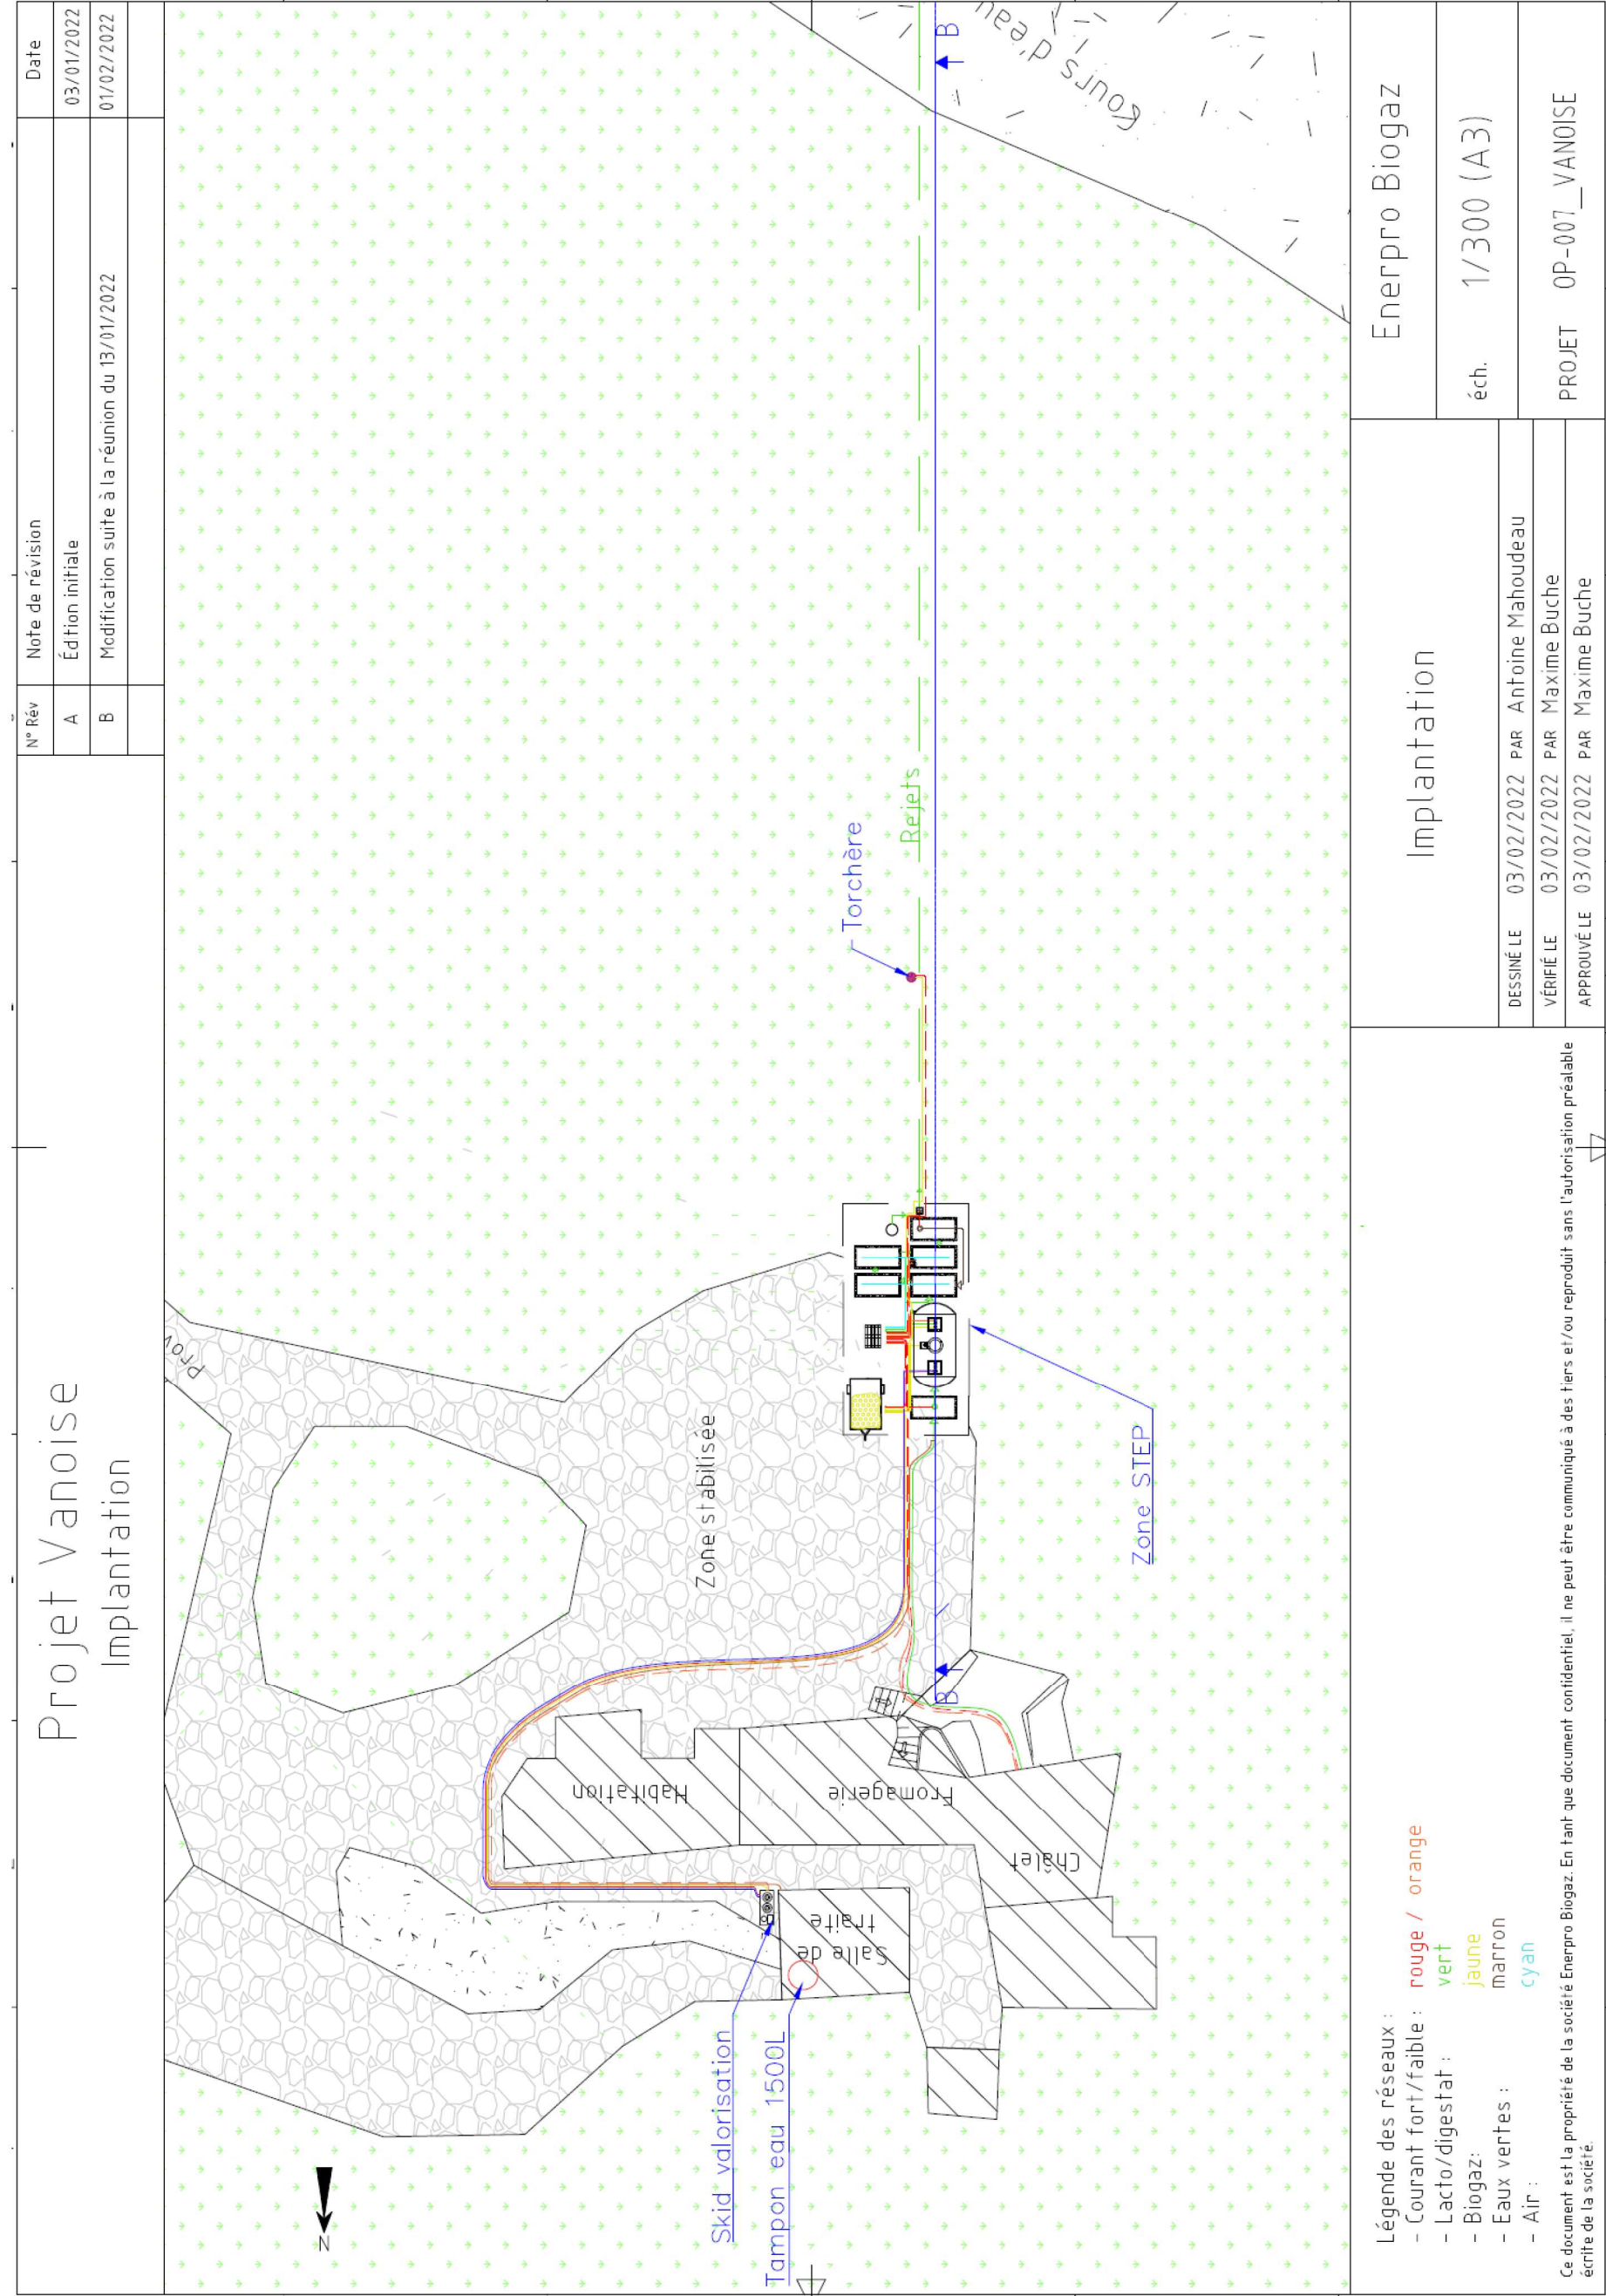 Projet Vanoise
Implantation
N° Rév
Note de révision
Date
A
Édition initiale
03/01/2022
B
Modification suite à la réunion du 13/01/2022
01/02/2022
N
Prov
Cours d'eau
Zone stabilisée
Habitation
Fromagerie
Châlet
Salle de
traite
Skid valorisation
Tampon eau 1500L
Torchère
Rejets
Zone STEP
B
B
Légende des réseaux :
- Courant fort/faible : rouge / orange
- Lacto/digestat : vert
- Biogaz: jaune
- Eaux vertes : marron
- Air : cyan
Ce document est la propriété de la société Enerpro Biogaz. En tant que document confidentiel, il ne peut être communiqué à des tiers et/ou reproduit sans l'autorisation préalable
écrite de la société.
Implantation
DESSINÉ LE 03/02/2022 PAR Antoine Mahoudeau
VÉRIFIÉ LE 03/02/2022 PAR Maxime Buche
APPROUVÉ LE 03/02/2022 PAR Maxime Buche
Enerpro Biogaz
éch. 1/300 (A3)
PROJET OP-007_VANOISE